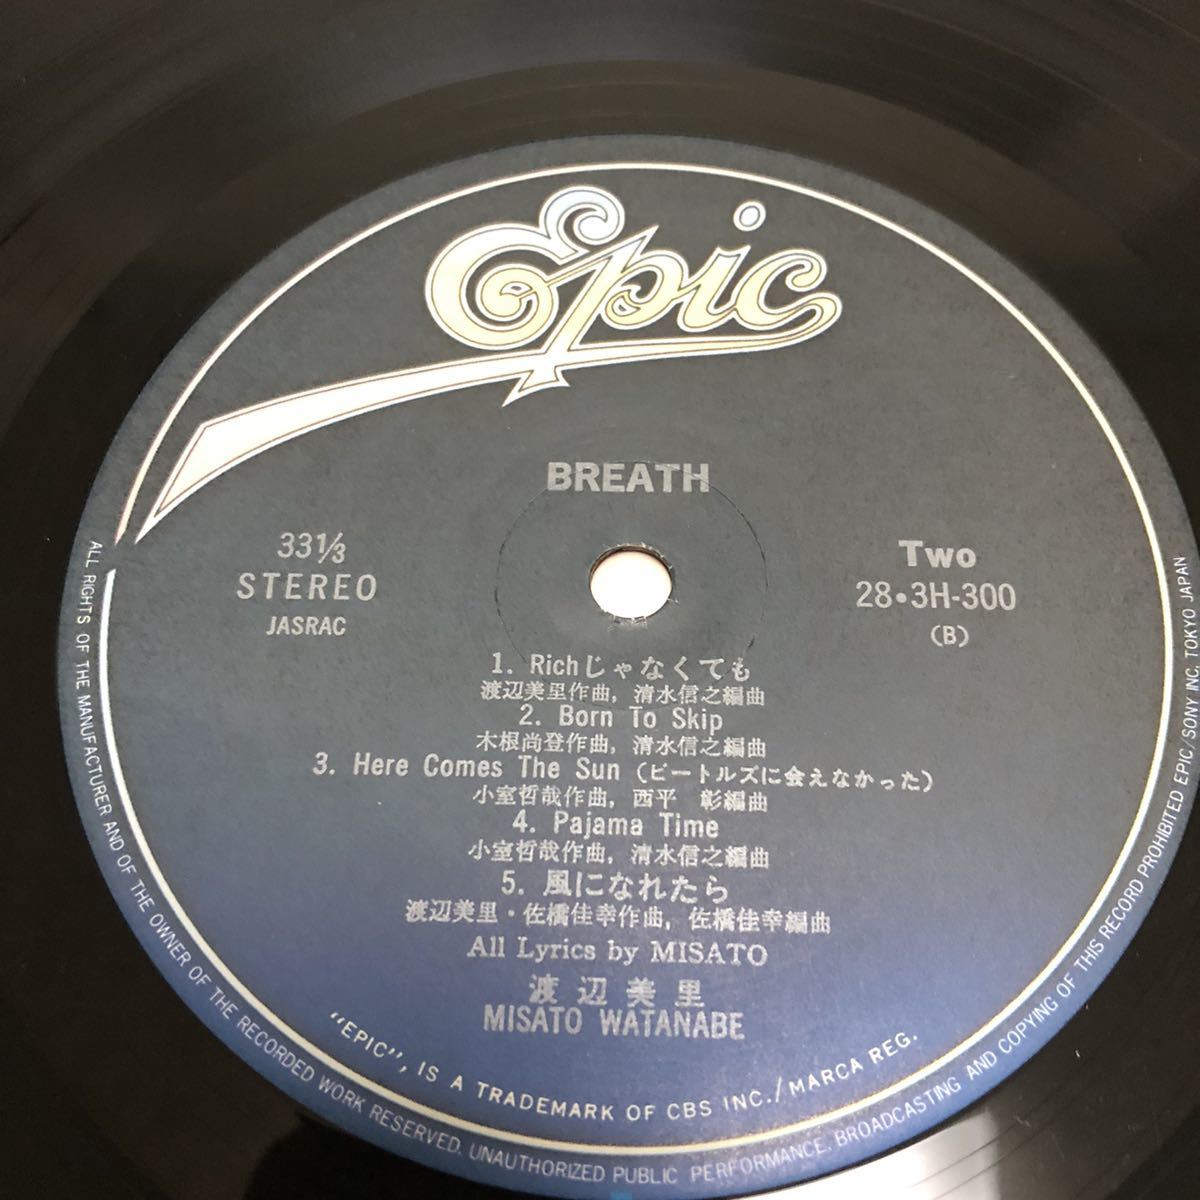 Epic
BREATH
33⅓
STEREO
JASRAC
Two
28・3H-300
(B)
1. Richじゃなくても
渡辺美里作曲, 清水信之編曲
2. Born To Skip
木根尚登作曲, 清水信之編曲
3. Here Comes The Sun (ビートルズに会えなかった)
小室哲哉作曲, 西平 彰編曲
4. Pajama Time
小室哲哉作曲, 清水信之編曲
5. 風になれたら
渡辺美里・佐橋佳幸作曲, 佐橋佳幸編曲
All Lyrics by MISATO
渡辺美里
MISATO WATANABE
"EPIC", IS A TRADEMARK OF CBS INC./MARCA REG.
ALL RIGHTS OF THE MANUFACTURER AND OF THE OWNER OF THE RECORDED WORK RESERVED. UNAUTHORIZED PUBLIC PERFORMANCE, BROADCASTING AND COPYING OF THIS RECORD PROHIBITED EPIC/SONY INC. TOKYO JAPAN